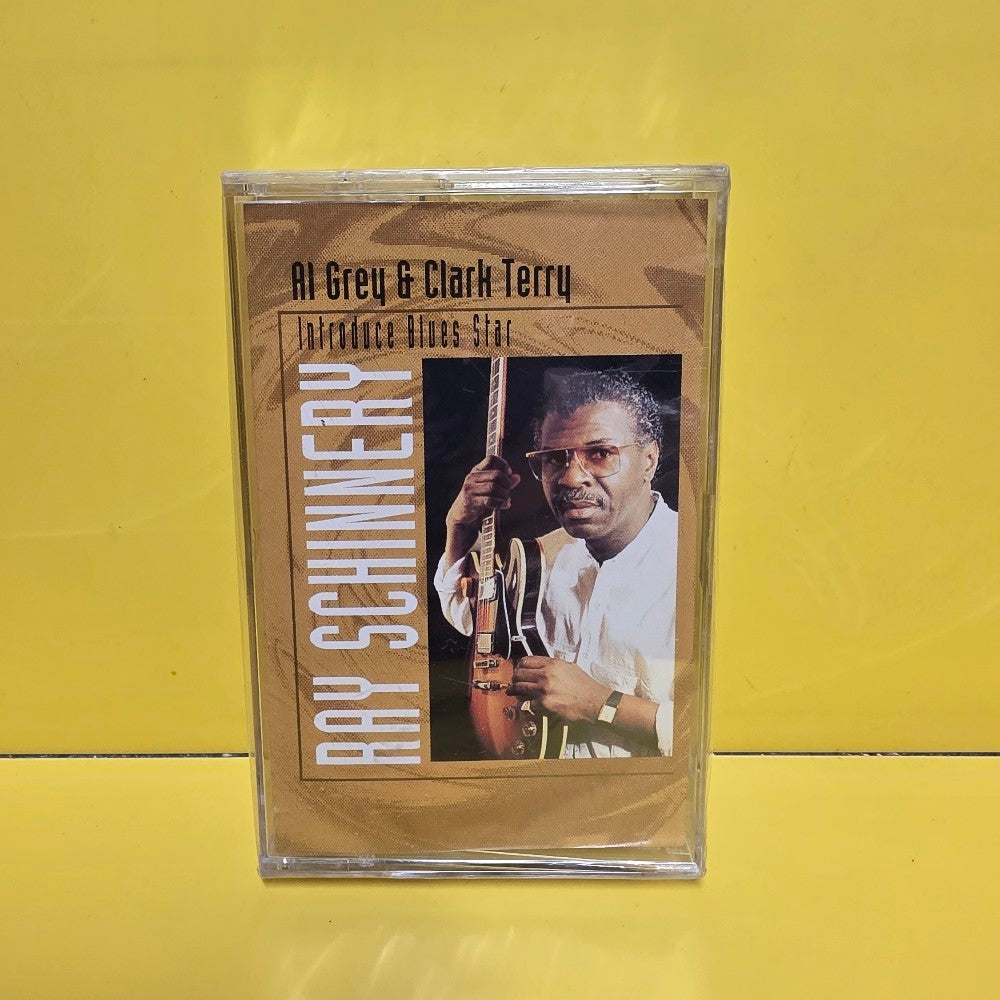 Al Grey & Clark Terry
Introduce Blues Star
RAY SCHINNERY